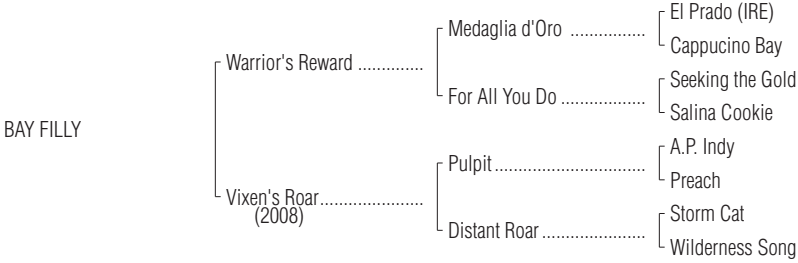 El Prado (IRE)
Medaglia d'Oro ................
Cappucino Bay
Warrior's Reward ..............
Seeking the Gold
For All You Do ..................
Salina Cookie
BAY FILLY
A.P. Indy
Pulpit................................
Preach
Vixen's Roar......................
(2008)
Storm Cat
Distant Roar ......................
Wilderness Song